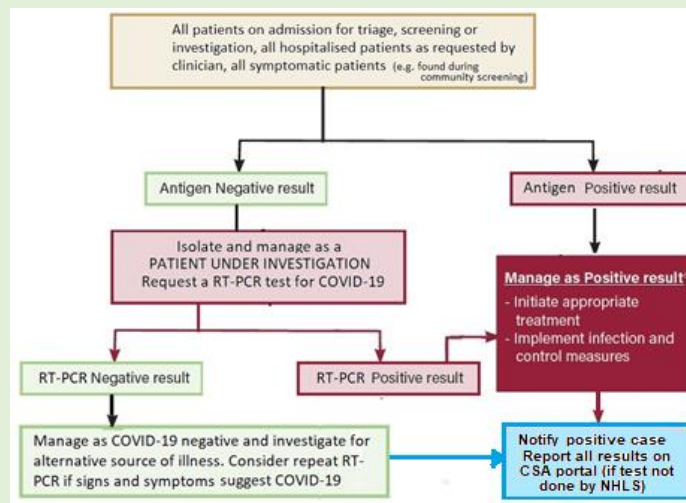 All patients on admission for triage, screening or
investigation, all hospitalised patients as requested by
clinician, all symptomatic patients (e.g. found during
community screening)
Antigen Negative result
Antigen Positive result
Isolate and manage as a
PATIENT UNDER INVESTIGATION
Request a RT-PCR test for COVID-19
Manage as Positive result
- Initiate appropriate
treatment
- Implement infection and
control measures
RT-PCR Negative result
RT-PCR Positive result
Manage as COVID-19 negative and investigate for
alternative source of illness. Consider repeat RT-
PCR if signs and symptoms suggest COVID-19
Notify positive case
Report all results on
CSA portal (if test not
done by NHLS)